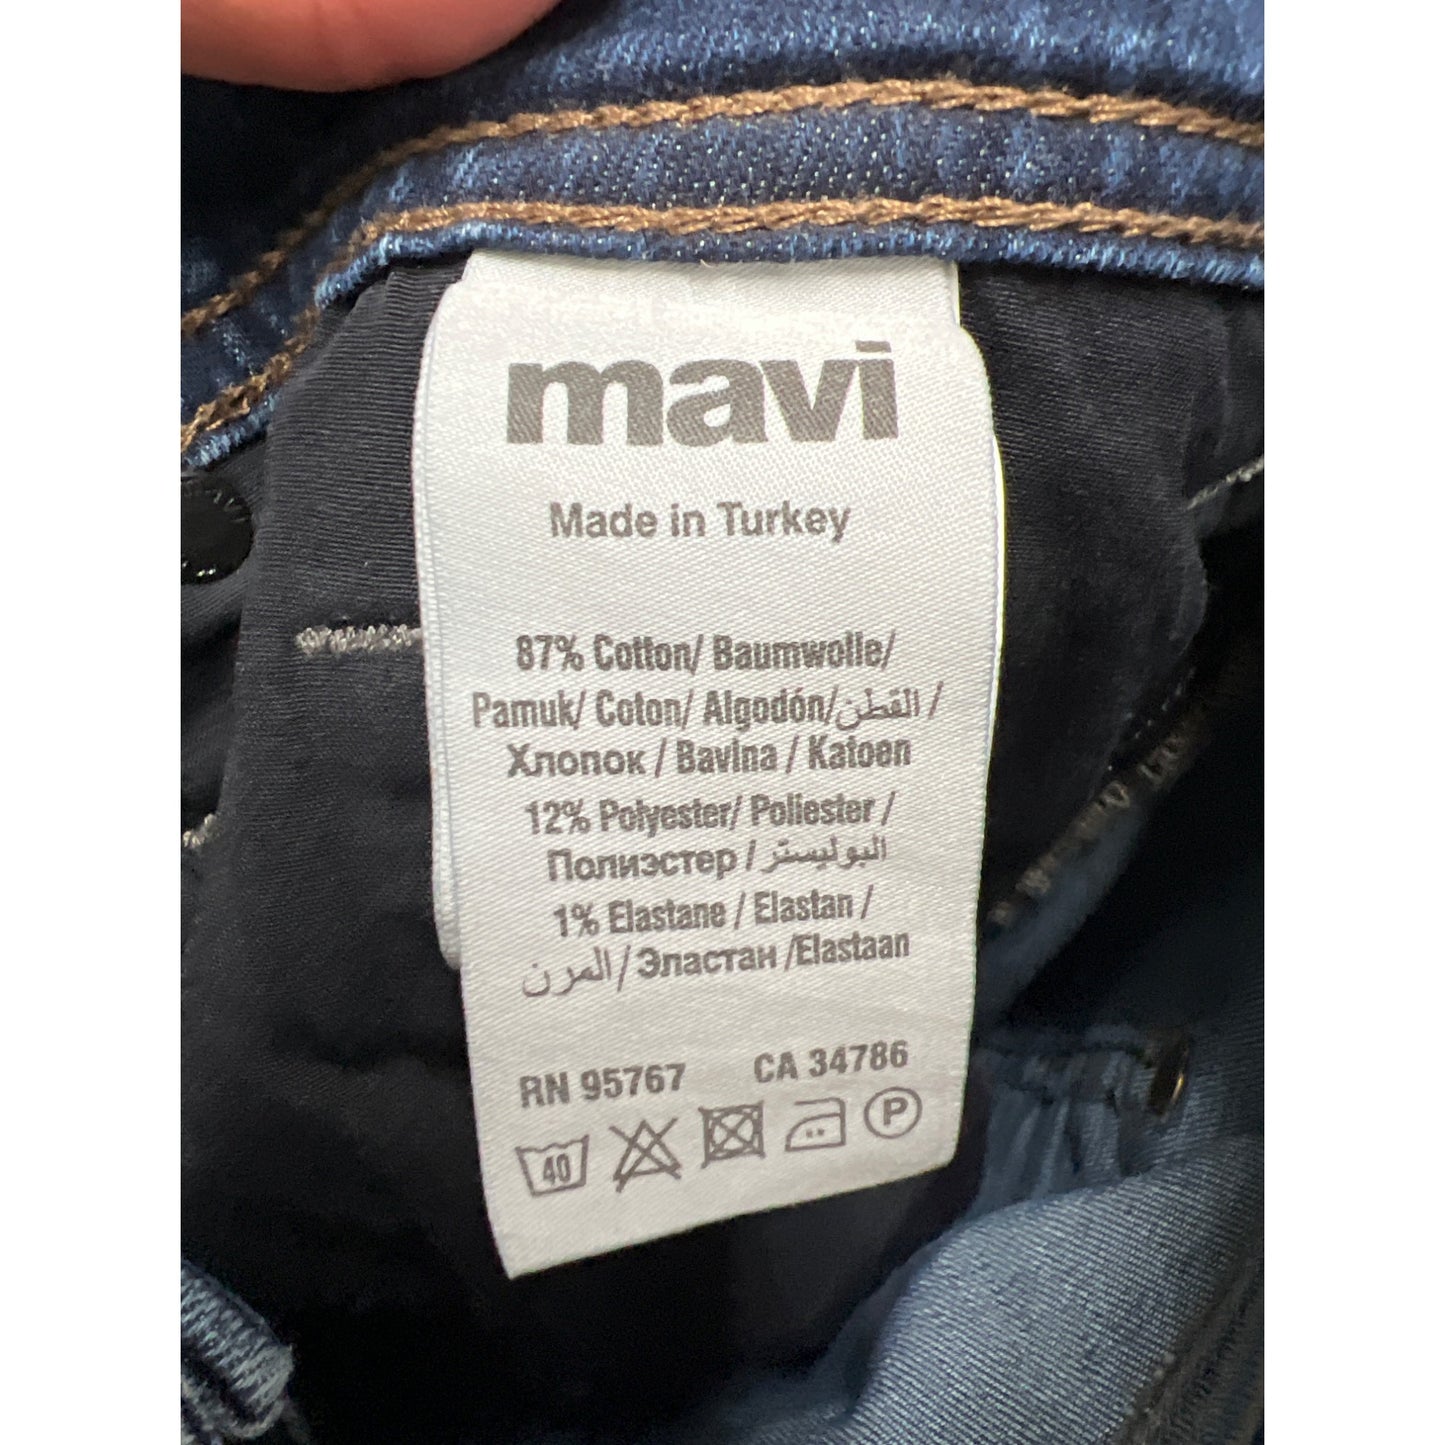 mavi
Made in Turkey
87% Cotton/ Baumwolle/
Pamuk/ Coton/ Algodón/القطن /
Хлопок / Bavlna / Katoen
12% Polyester/ Poliester /
Полиэстер / البوليستر
1% Elastane / Elastan /
المرن / Эластан /Elastaan
RN 95767 CA 34786
40 P